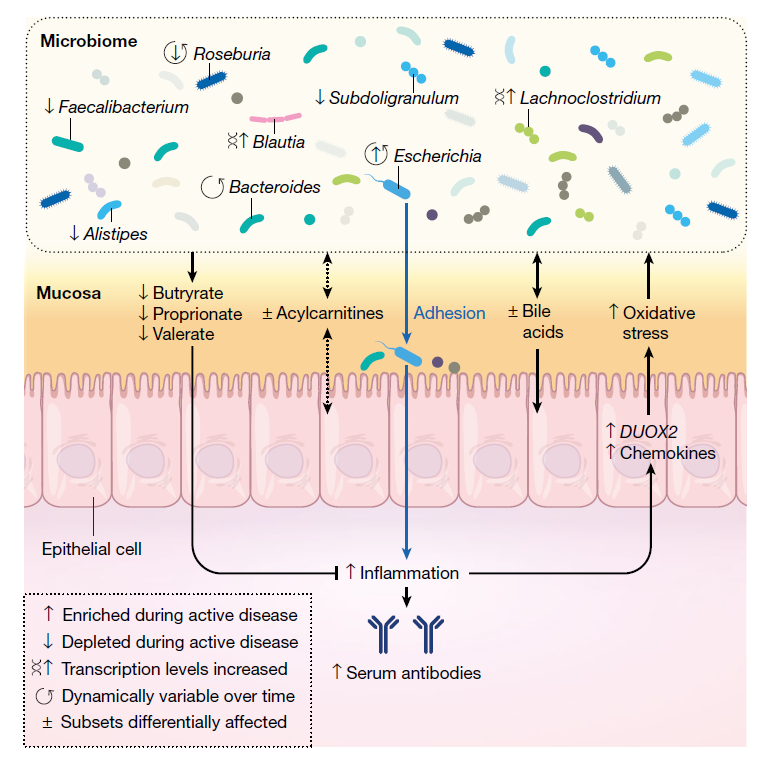 Microbiome
↓ Roseburia
↓ Faecalibacterium
↓ Subdoligranulum
↑ Lachnoclostridium
↑ Blautia
↑ Escherichia
Bacteroides
↓ Alistipes
Mucosa
↓ Butyrate
↓ Proprionate
↓ Valerate
± Acylcarnitines
Adhesion
± Bile
acids
↑ Oxidative
stress
↑ DUOX2
↑ Chemokines
Epithelial cell
↑ Inflammation
↑ Serum antibodies
↑ Enriched during active disease
↓ Depleted during active disease
↑ Transcription levels increased
Dynamically variable over time
± Subsets differentially affected